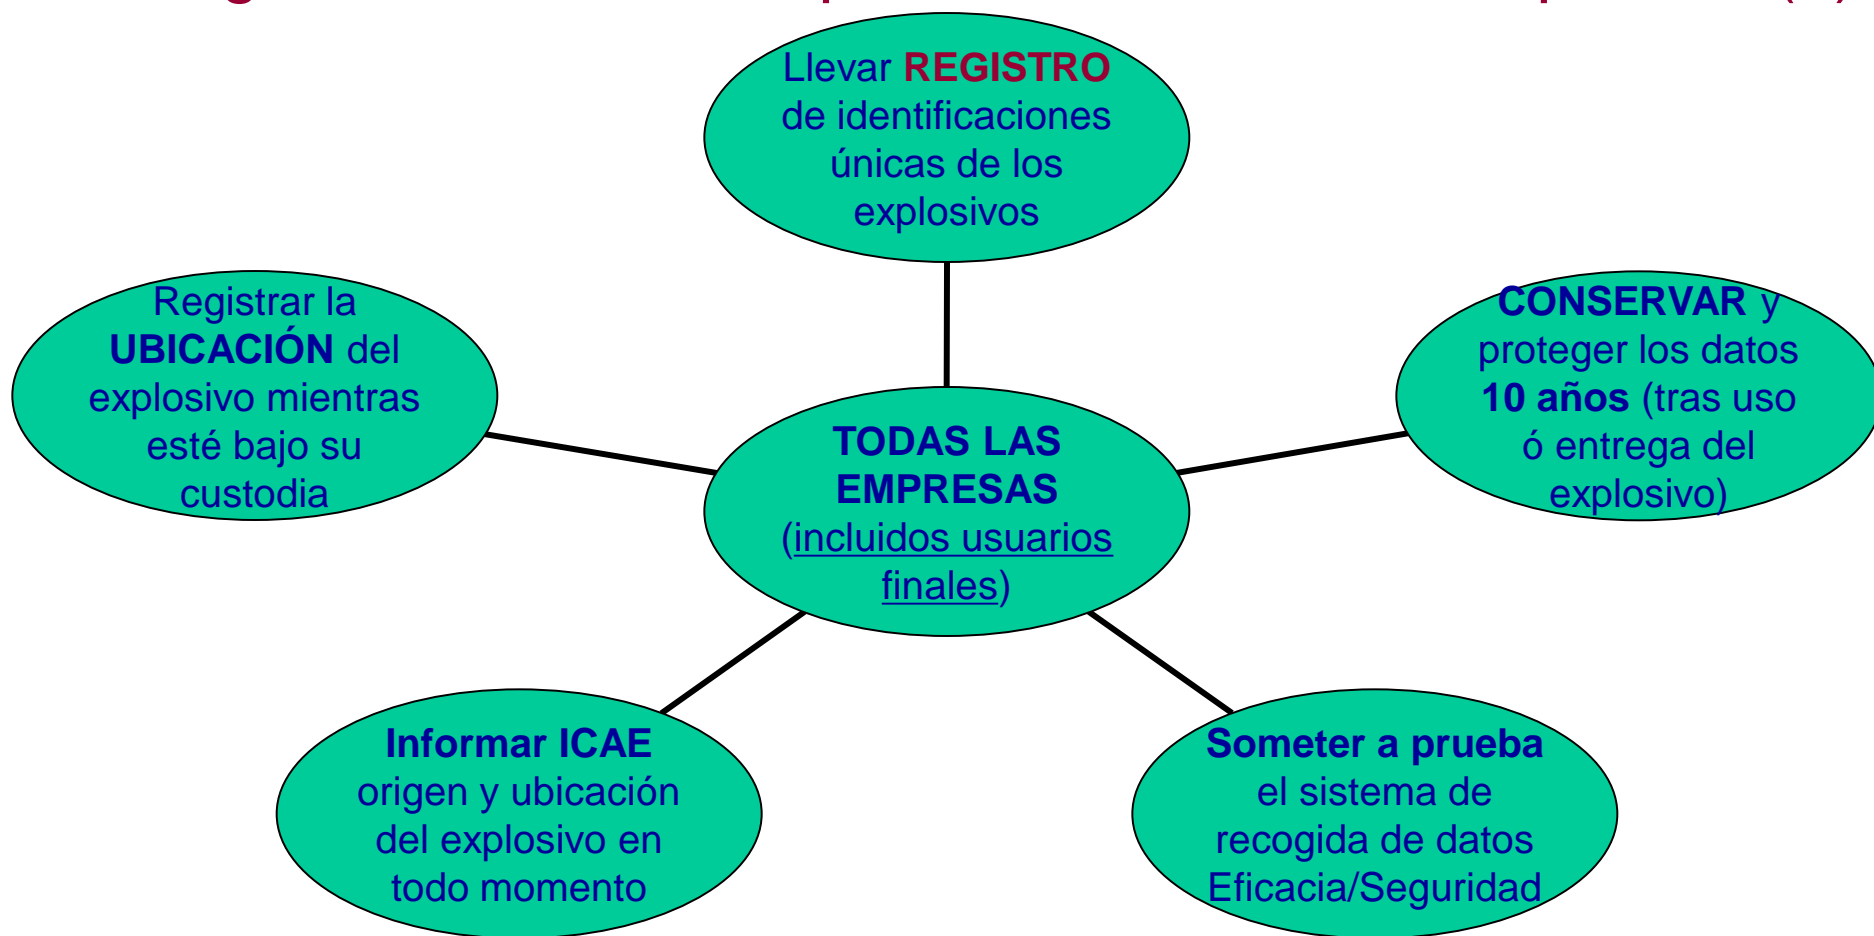 Llevar REGISTRO
de identificaciones
únicas de los
explosivos
Registrar la
UBICACIÓN del
explosivo mientras
esté bajo su
custodia
CONSERVAR y
proteger los datos
10 años (tras uso
ó entrega del
explosivo)
TODAS LAS
EMPRESAS
(incluidos usuarios
finales)
Informar ICAE
origen y ubicación
del explosivo en
todo momento
Someter a prueba
el sistema de
recogida de datos
Eficacia/Seguridad